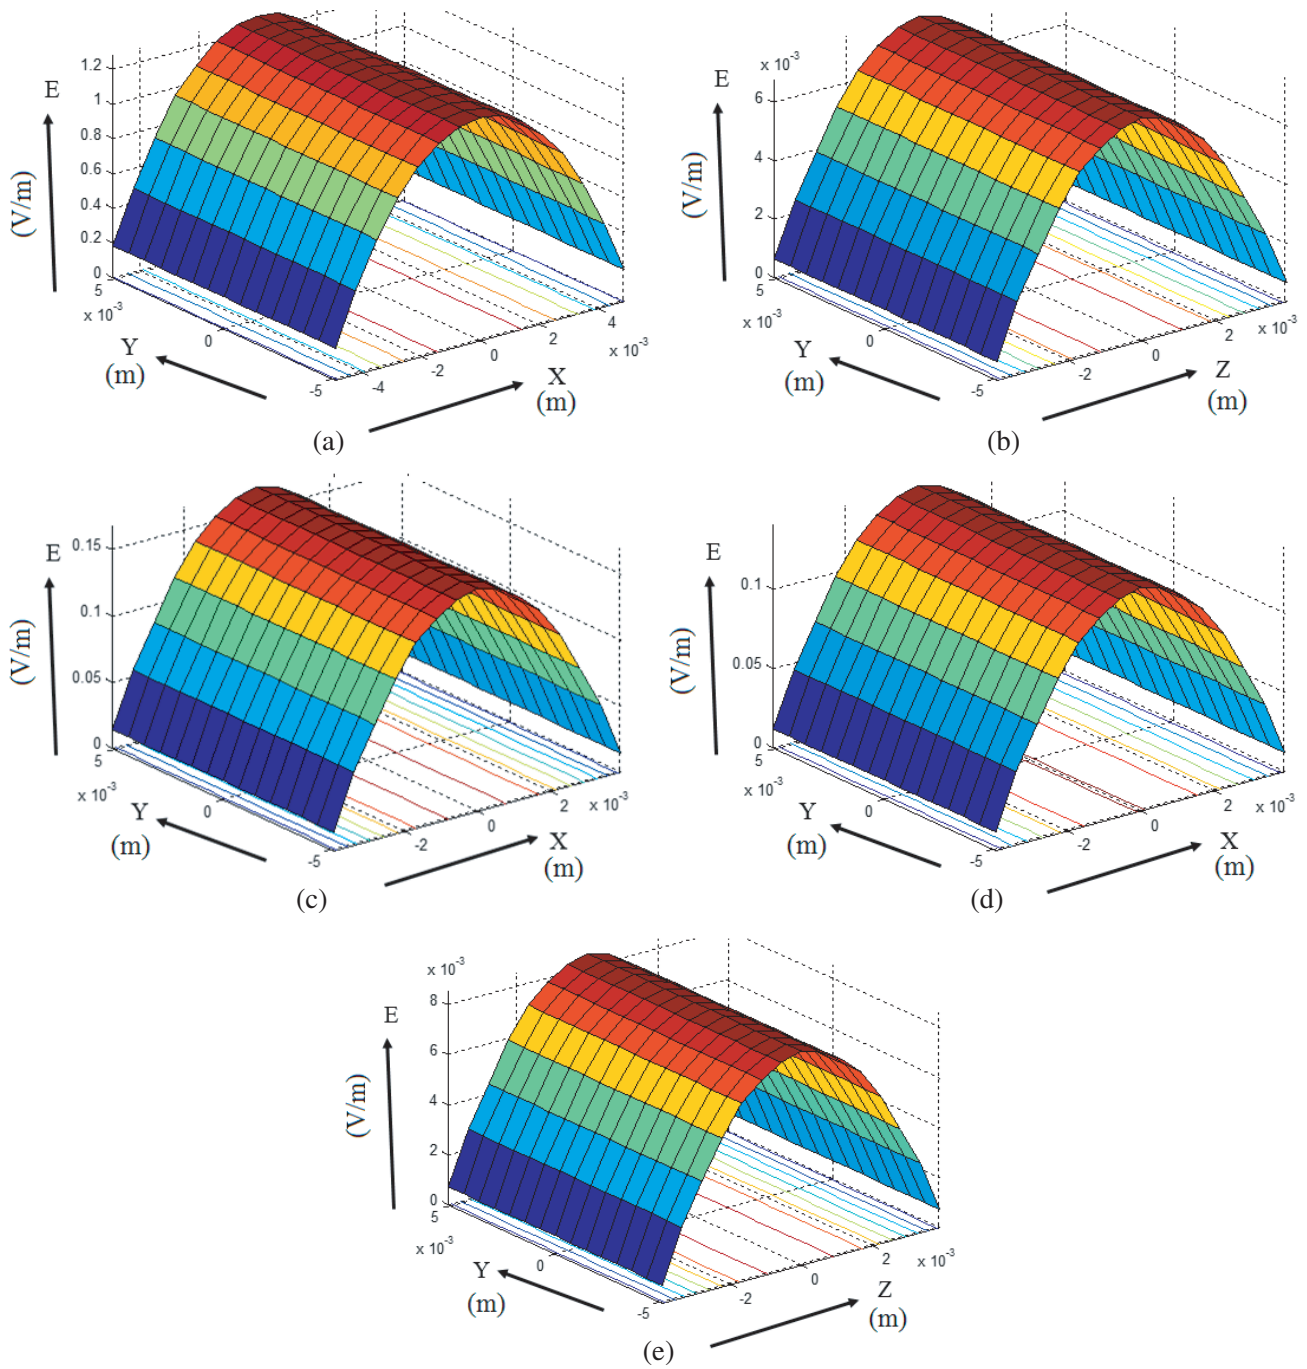 1.2
1
0.8
0.6
0.4
0.2
0
E
(V/m)
5
x 10-3
0
-5
Y
(m)
-4
-2
0
2
4
x 10-3
X
(m)
(a)
x 10-3
6
4
2
0
E
(V/m)
5
x 10-3
0
-5
Y
(m)
-2
0
2
x 10-3
Z
(m)
(b)
0.15
0.1
0.05
0
E
(V/m)
5
x 10-3
0
-5
Y
(m)
-2
0
2
x 10-3
X
(m)
(c)
0.1
0.05
0
E
(V/m)
5
x 10-3
0
-5
Y
(m)
-2
0
2
x 10-3
X
(m)
(d)
x 10-3
8
6
4
2
0
E
(V/m)
5
x 10-3
0
-5
Y
(m)
-2
0
2
x 10-3
Z
(m)
(e)